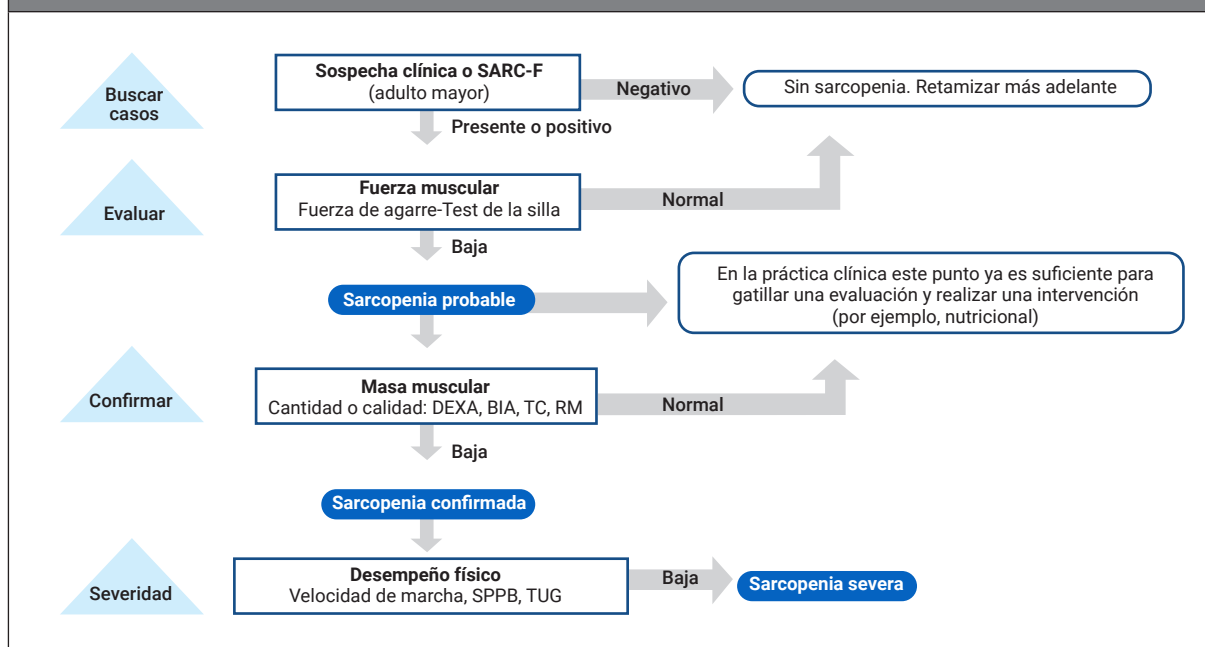 Buscar
casos
Sospecha clínica o SARC-F
(adulto mayor)
Negativo
Sin sarcopenia. Retamizar más adelante
Presente o positivo
Evaluar
Fuerza muscular
Fuerza de agarre-Test de la silla
Normal
Baja
Sarcopenia probable
En la práctica clínica este punto ya es suficiente para
gatillar una evaluación y realizar una intervención
(por ejemplo, nutricional)
Confirmar
Masa muscular
Cantidad o calidad: DEXA, BIA, TC, RM
Normal
Baja
Sarcopenia confirmada
Severidad
Desempeño físico
Velocidad de marcha, SPPB, TUG
Baja
Sarcopenia severa